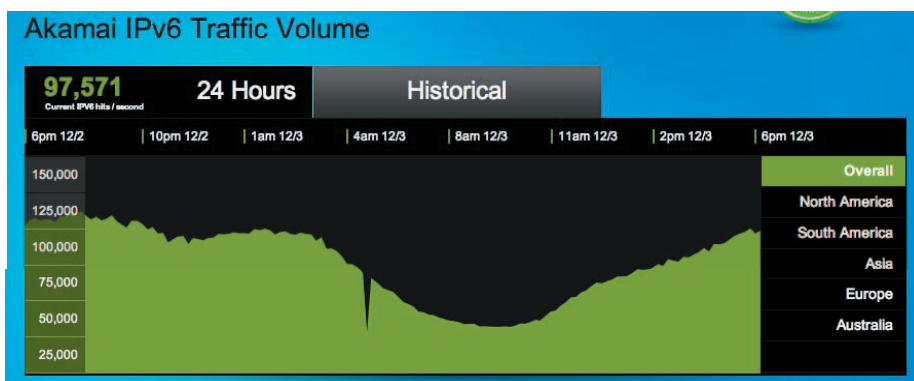 Akamai IPv6 Traffic Volume
97,571
Current IPV6 hits / second
24 Hours
Historical
6pm 12/2
10pm 12/2
1am 12/3
4am 12/3
8am 12/3
11am 12/3
2pm 12/3
6pm 12/3
150,000
125,000
100,000
75,000
50,000
25,000
Overall
North America
South America
Asia
Europe
Australia